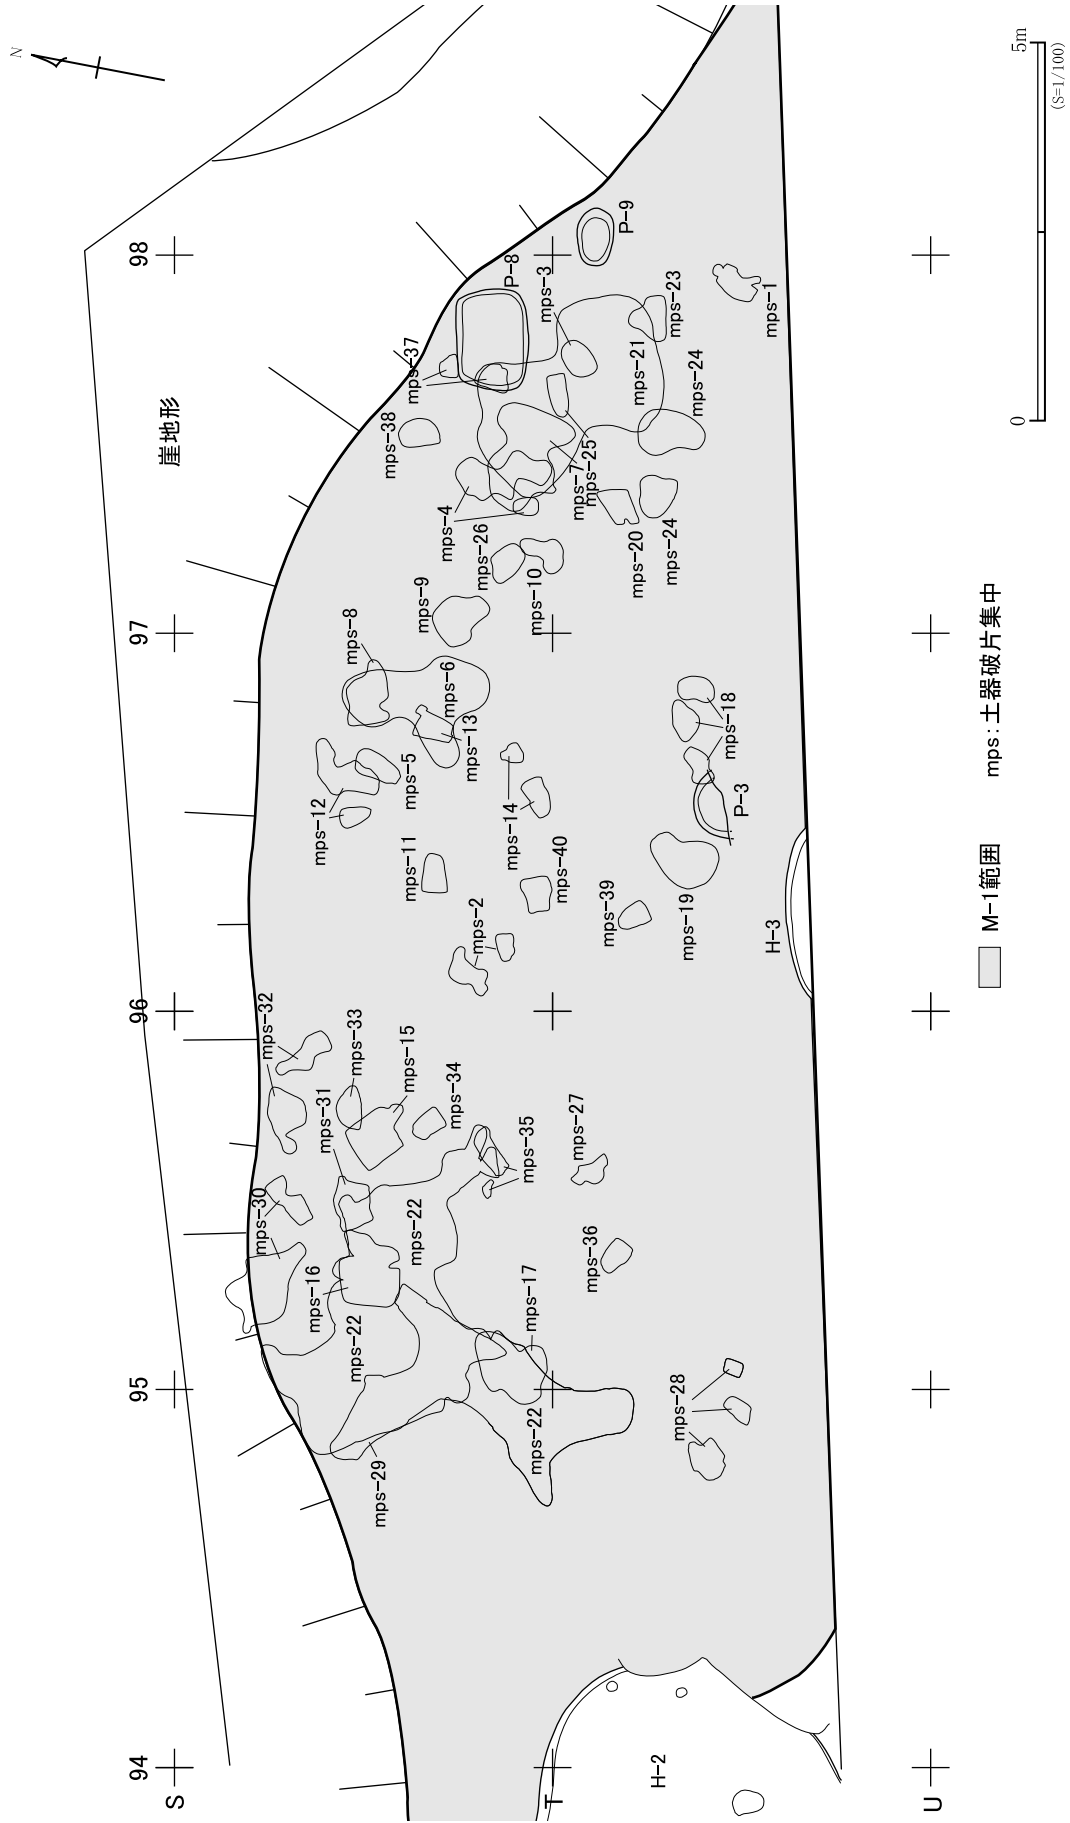 N
98
97
96
95
94
S
T
U
崖地形
P-9
P-8
mps-3
mps-23
mps-1
mps-37
mps-21
mps-24
mps-38
mps-7
mps-25
mps-4
mps-26
mps-20
mps-24
mps-10
mps-9
mps-8
mps-6
mps-13
mps-18
mps-5
mps-12
mps-14
P-3
mps-11
mps-40
mps-2
mps-39
mps-19
H-3
mps-32
mps-33
mps-15
mps-31
mps-34
mps-35
mps-27
mps-30
mps-22
mps-36
mps-16
mps-17
mps-22
mps-28
mps-22
mps-29
H-2
M-1範囲
mps:土器破片集中
0
5m
(S=1/100)